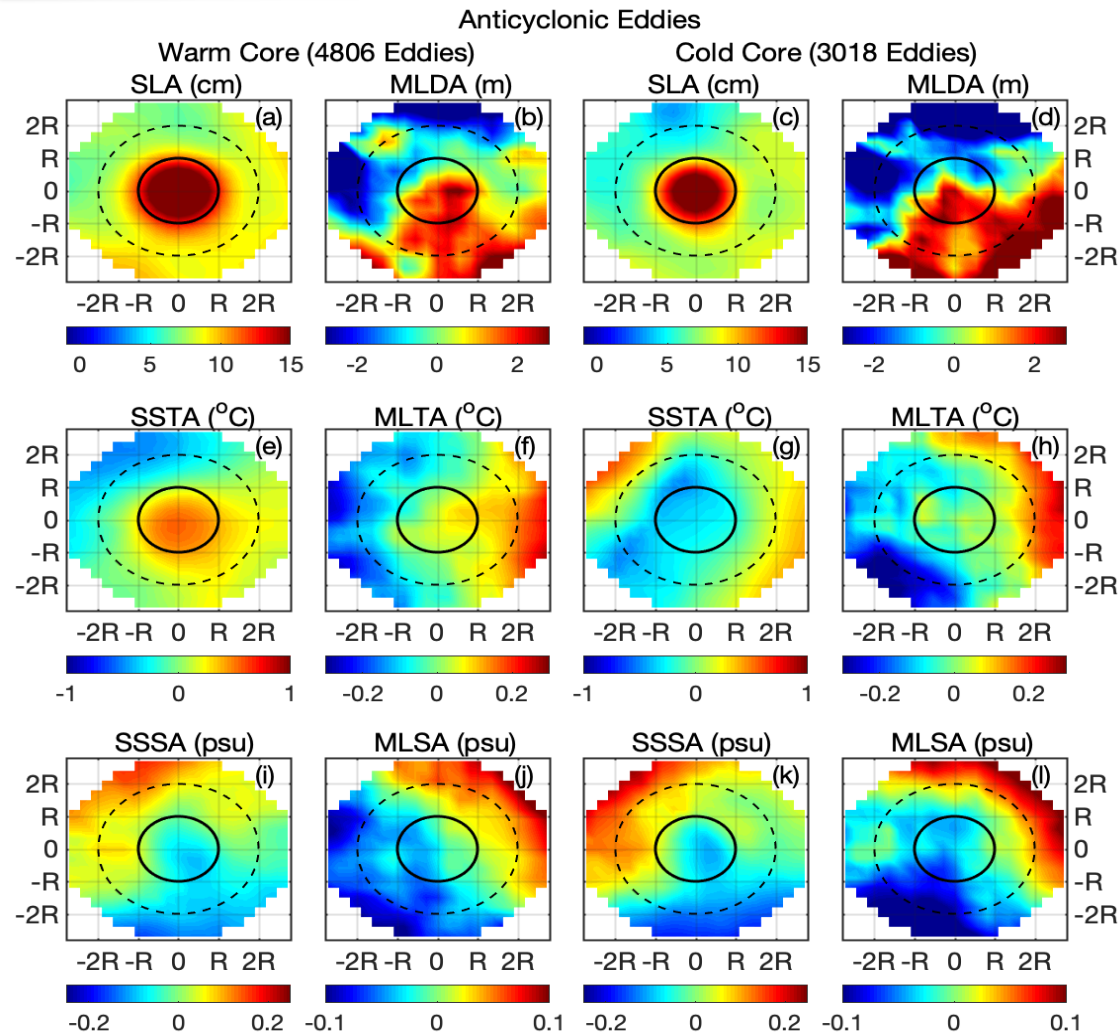 Anticyclonic Eddies
Warm Core (4806 Eddies) Cold Core (3018 Eddies)
SLA (cm) MLDA (m) SLA (cm) MLDA (m)
(a) (b) (c) (d)
2R 2R
R R
0 0
-R -R
-2R -2R
-2R -R 0 R 2R -2R -R 0 R 2R -2R -R 0 R 2R -2R -R 0 R 2R
0 5 10 15 -2 0 2 0 5 10 15 -2 0 2
SSTA (°C) MLTA (°C) SSTA (°C) MLTA (°C)
(e) (f) (g) (h)
2R 2R
R R
0 0
-R -R
-2R -2R
-2R -R 0 R 2R -2R -R 0 R 2R -2R -R 0 R 2R -2R -R 0 R 2R
-1 0 1 -0.2 0 0.2 -1 0 1 -0.2 0 0.2
SSSA (psu) MLSA (psu) SSSA (psu) MLSA (psu)
(i) (j) (k) (l)
2R 2R
R R
0 0
-R -R
-2R -2R
-2R -R 0 R 2R -2R -R 0 R 2R -2R -R 0 R 2R -2R -R 0 R 2R
-0.2 0 0.2 -0.1 0 0.1 -0.2 0 0.2 -0.1 0 0.1